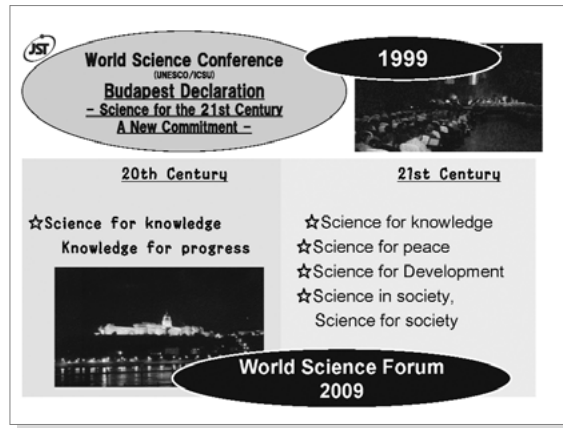 JST
World Science Conference
(UNESCO/ICSU)
Budapest Declaration
– Science for the 21st Century
A New Commitment –
1999
20th Century
☆Science for knowledge
Knowledge for progress
21st Century
☆Science for knowledge
☆Science for peace
☆Science for Development
☆Science in society,
Science for society
World Science Forum
2009